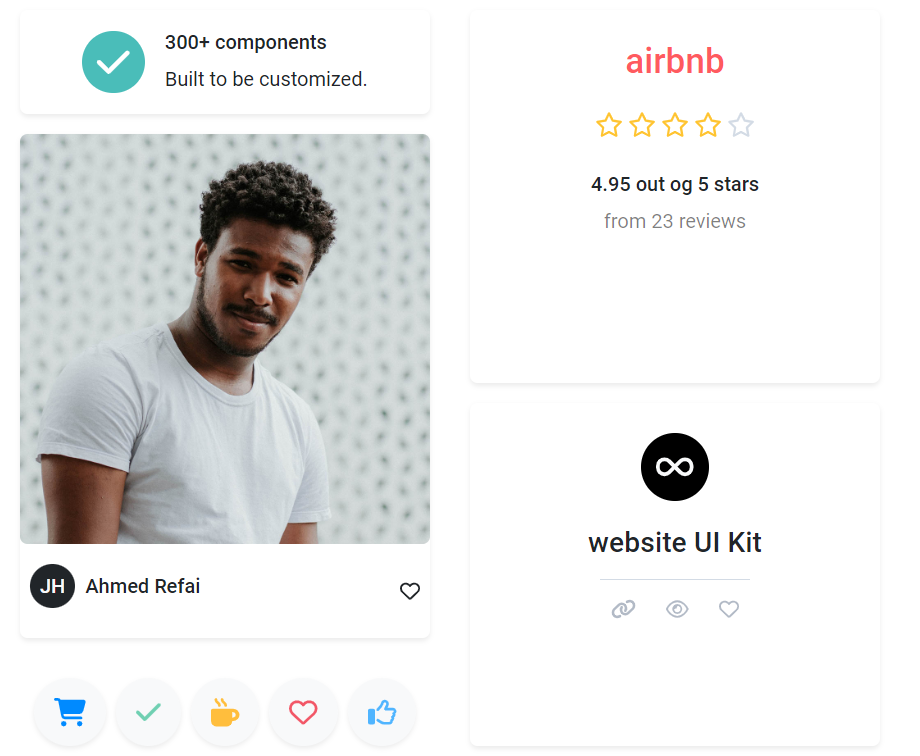 300+ components
Built to be customized.
JH
Ahmed Refai
airbnb
4.95 out og 5 stars
from 23 reviews
website UI Kit